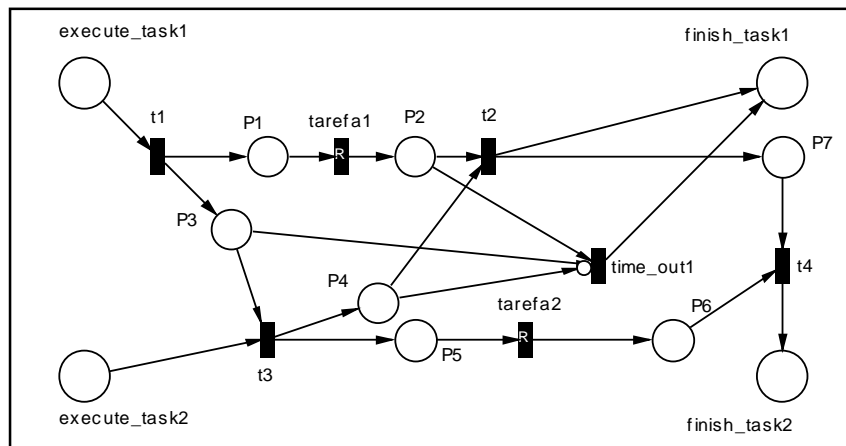 execute_task1
finish_task1
t1
P1
tarefa1
P2
t2
P7
R
P3
P4
time_out1
t4
tarefa2
P6
R
t3
P5
execute_task2
finish_task2